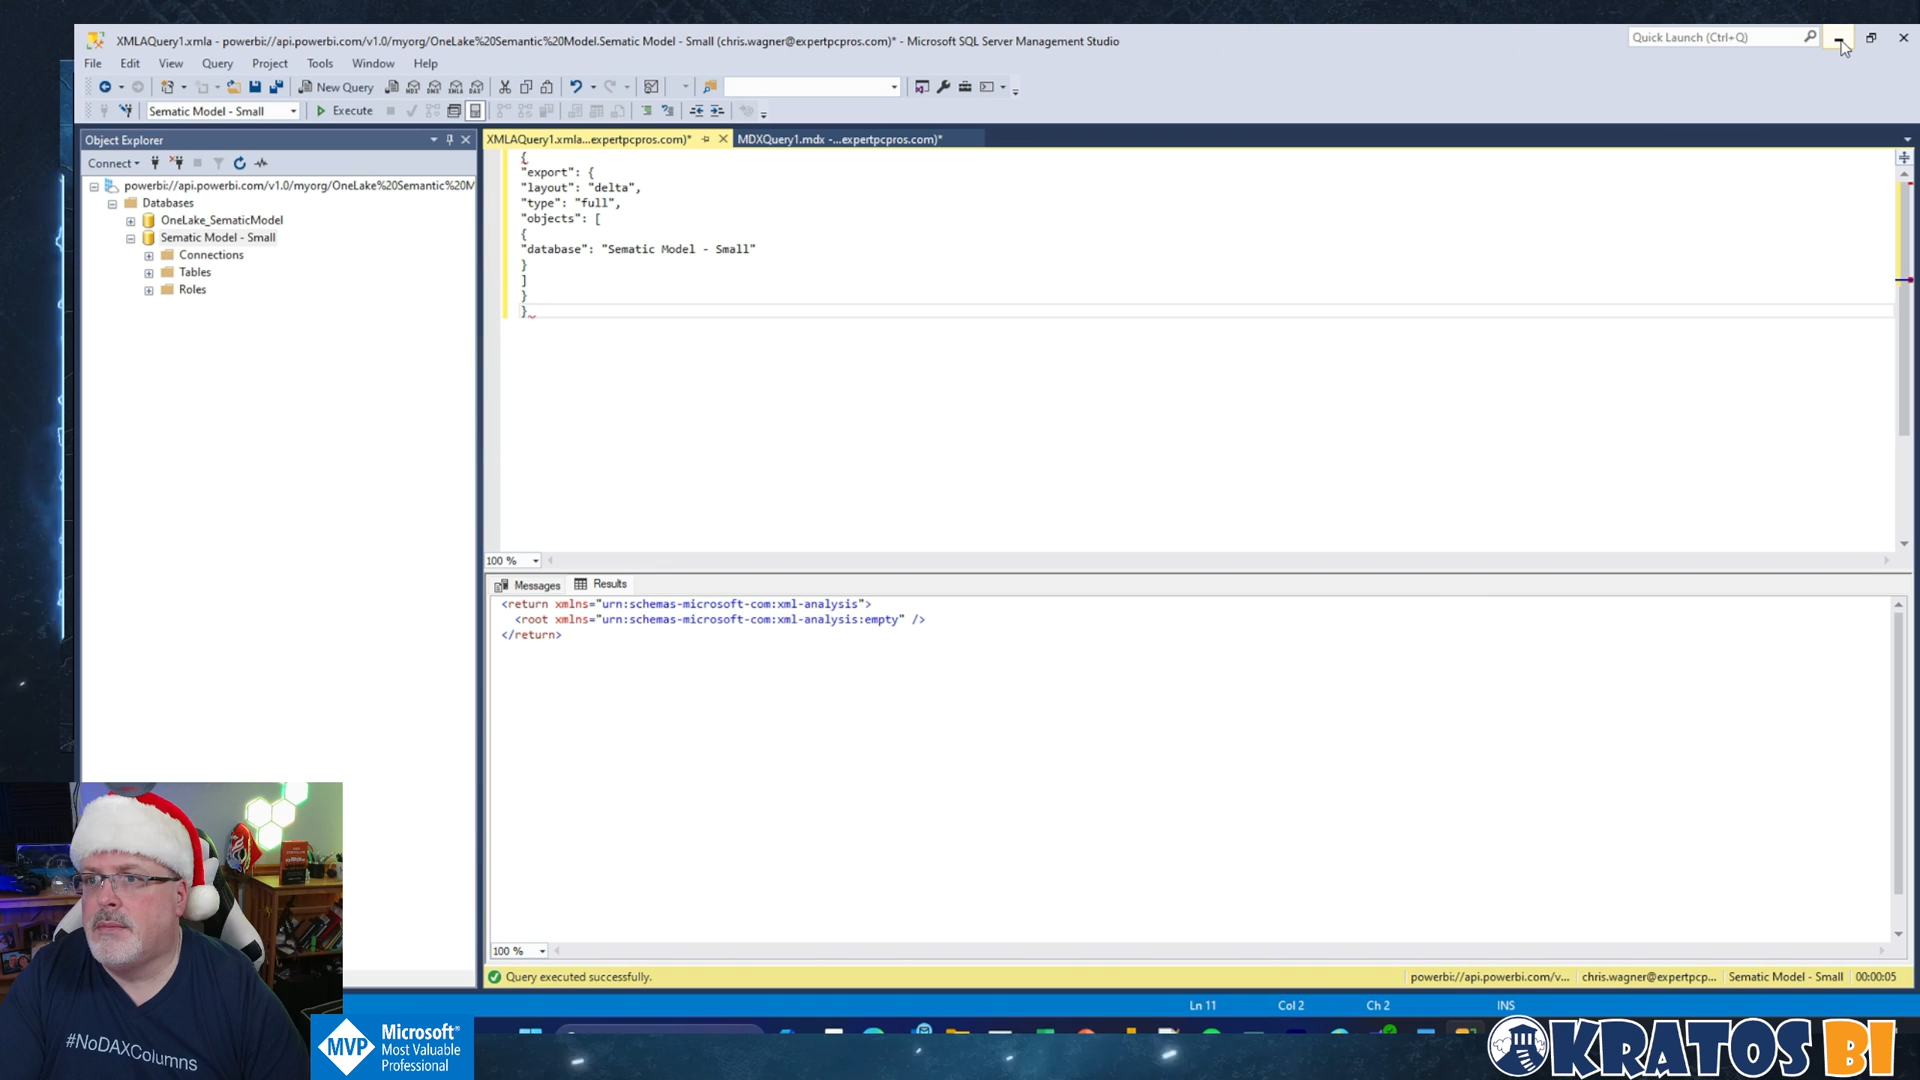 XMLAQuery1.xmla - powerbi://api.powerbi.com/v1.0/myorg/OneLake%20Semantic%20Model.Sematic Model - Small (chris.wagner@expertpcpros.com)* - Microsoft SQL Server Management Studio
Quick Launch (Ctrl+Q)
File Edit View Query Project Tools Window Help
New Query
Sematic Model - Small Execute
Object Explorer
XMLAQuery1.xmla...expertpcpros.com)*
MDXQuery1.mdx -...expertpcpros.com)*
Connect
powerbi://api.powerbi.com/v1.0/myorg/OneLake%20Semantic%20M
Databases
OneLake_SematicModel
Sematic Model - Small
Connections
Tables
Roles
{
"export": {
"layout": "delta",
"type": "full",
"objects": [
{
"database": "Sematic Model - Small"
}
]
}
}
100 %
Messages Results
<return xmlns="urn:schemas-microsoft-com:xml-analysis">
<root xmlns="urn:schemas-microsoft-com:xml-analysis:empty" />
</return>
100 %
Query executed successfully.
powerbi://api.powerbi.com/v... chris.wagner@expertpcp... Sematic Model - Small 00:00:05
Ln 11 Col 2 Ch 2 INS
#NoDAXColumns
MVP
Microsoft®
Most Valuable
Professional
KRATOS BI